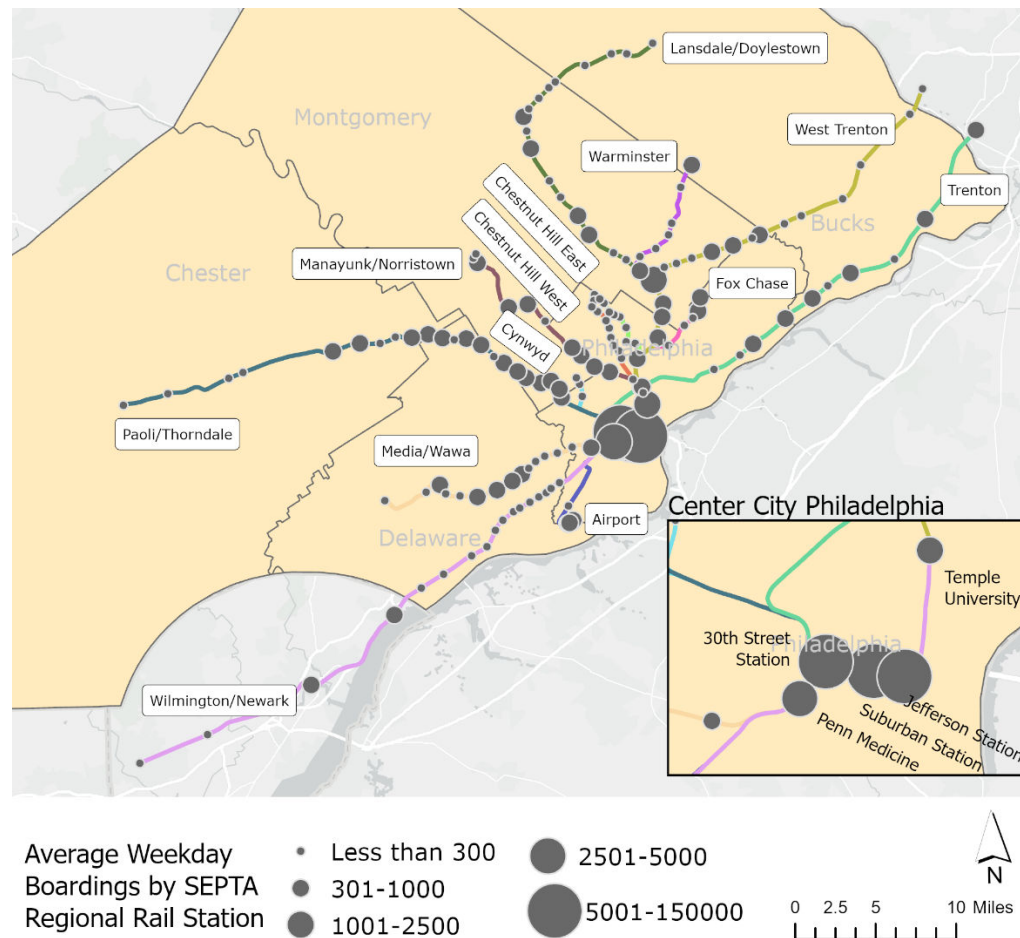 Lansdale/Doylestown
Montgomery
West Trenton
Warminster
Chestnut Hill East
Trenton
Bucks
Chestnut Hill West
Manayunk/Norristown
Chester
Fox Chase
Cynwyd
Philadelphia
Paoli/Thorndale
Media/Wawa
Airport
Delaware
Wilmington/Newark
Center City Philadelphia
Temple
University
30th Street
Station
Philadelphia
Jefferson Station
Suburban Station
Penn Medicine
Average Weekday
Boardings by SEPTA
Regional Rail Station
Less than 300
301-1000
1001-2500
2501-5000
5001-150000
N
0 2.5 5 10 Miles